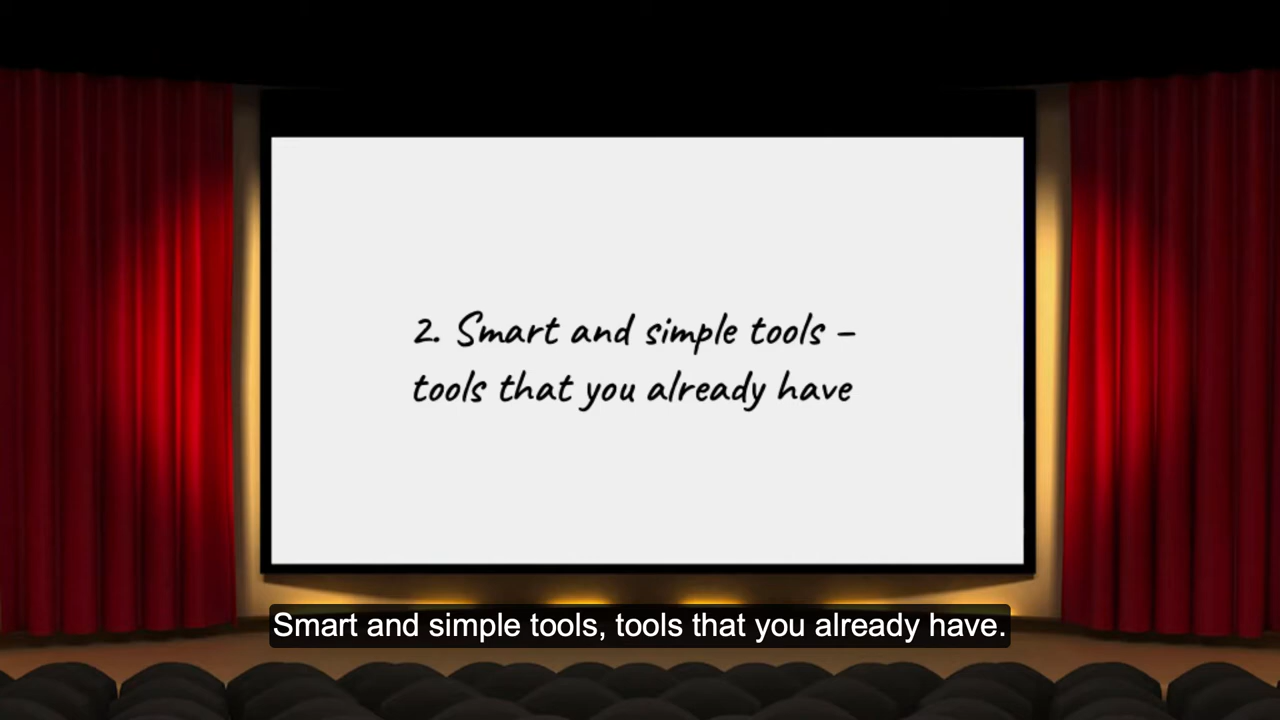 2. Smart and simple tools –
tools that you already have
Smart and simple tools, tools that you already have.